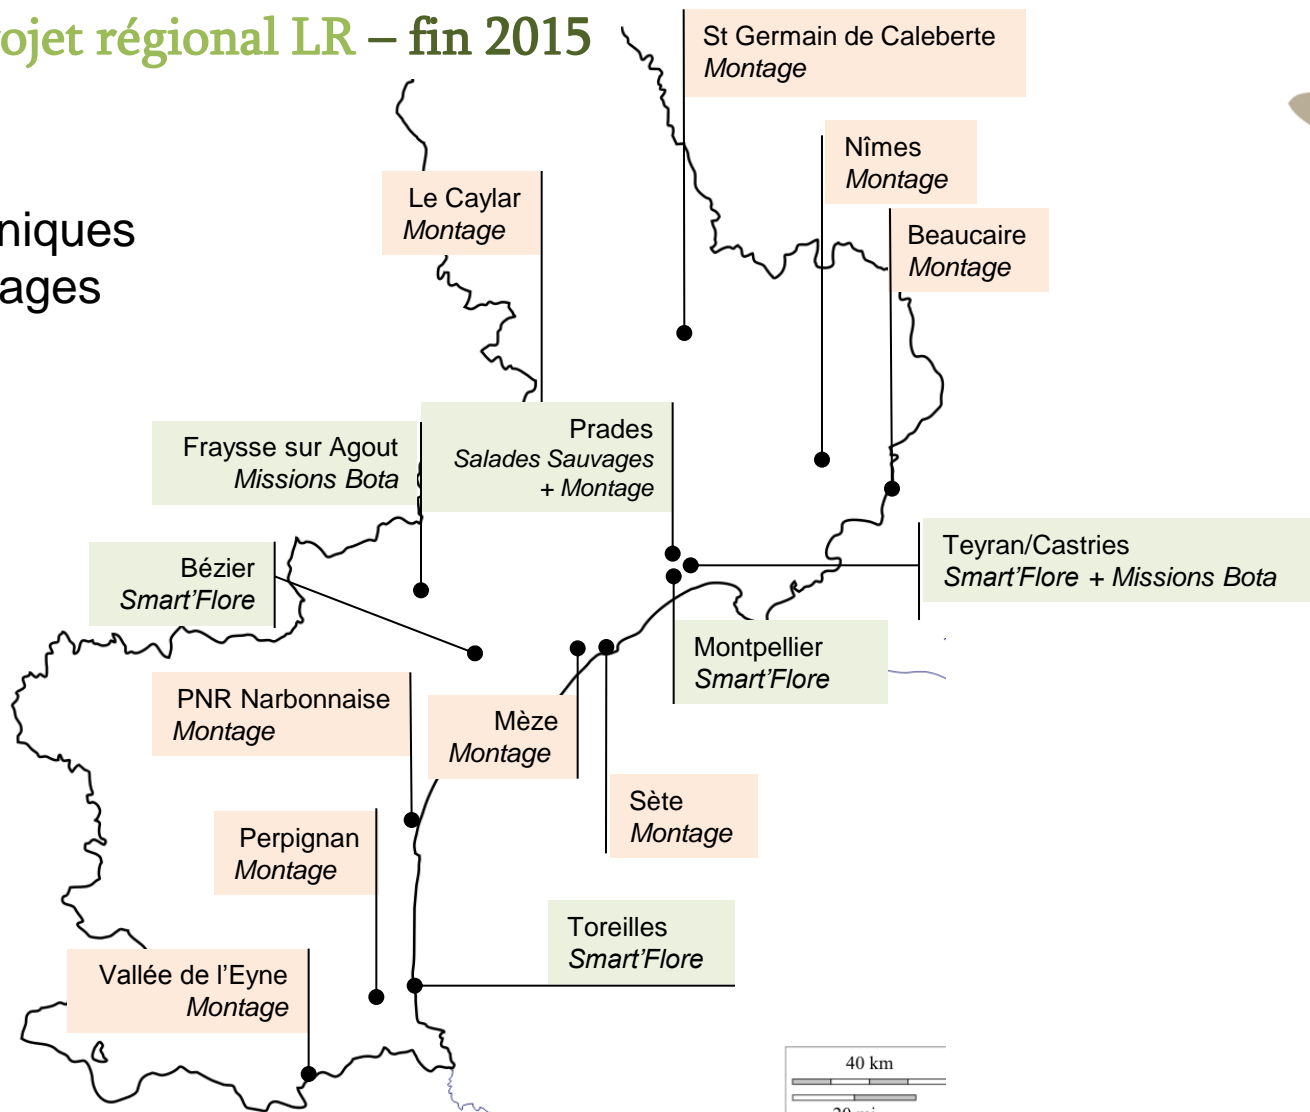 ojet régional LR – fin 2015
niques
ages
St Germain de Caleberte
Montage
Nîmes
Montage
Le Caylar
Montage
Beaucaire
Montage
Prades
Salades Sauvages
+ Montage
Fraysse sur Agout
Missions Bota
Bézier
Smart'Flore
Teyran/Castries
Smart'Flore + Missions Bota
Montpellier
Smart'Flore
PNR Narbonnaise
Montage
Mèze
Montage
Sète
Montage
Perpignan
Montage
Toreilles
Smart'Flore
Vallée de l'Eyne
Montage
40 km
20 mi